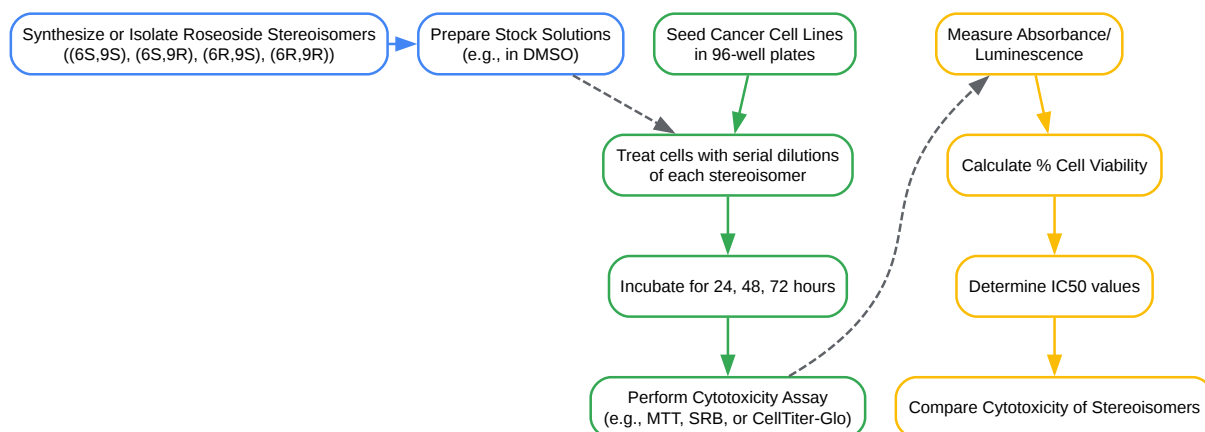 Synthesize or Isolate Roseoside Stereoisomers
((6S,9S), (6S,9R), (6R,9S), (6R,9R))
Prepare Stock Solutions
(e.g., in DMSO)
Seed Cancer Cell Lines
in 96-well plates
Treat cells with serial dilutions
of each stereoisomer
Incubate for 24, 48, 72 hours
Perform Cytotoxicity Assay
(e.g., MTT, SRB, or CellTiter-Glo)
Measure Absorbance/
Luminescence
Calculate % Cell Viability
Determine IC50 values
Compare Cytotoxicity of Stereoisomers